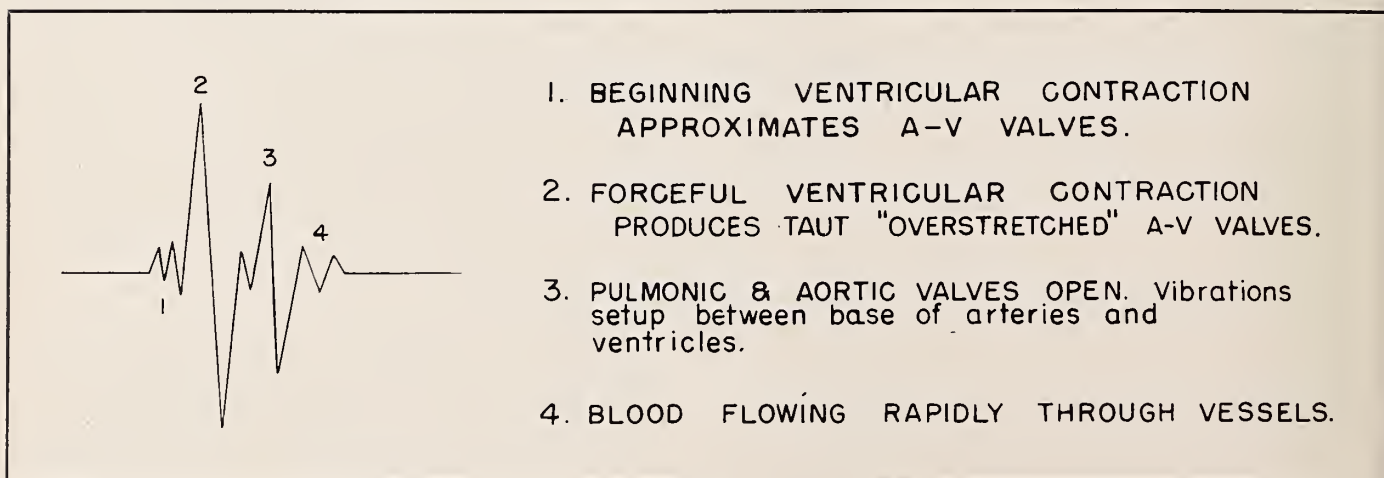 2
3
4
1
1. BEGINNING VENTRICULAR CONTRACTION
APPROXIMATES A-V VALVES.
2. FORCEFUL VENTRICULAR CONTRACTION
PRODUCES TAUT "OVERSTRETCHED" A-V VALVES.
3. PULMONIC & AORTIC VALVES OPEN. Vibrations
setup between base of arteries and
ventricles.
4. BLOOD FLOWING RAPIDLY THROUGH VESSELS.